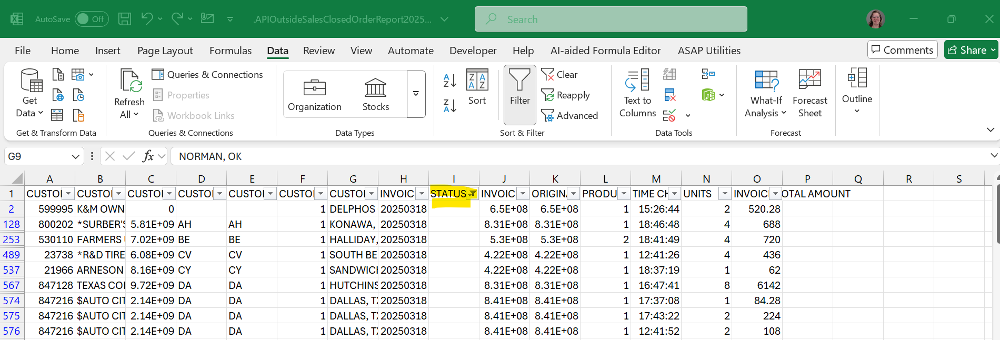 AutoSave Off .APIOutsideSalesClosedOrderReport2025... Search
File Home Insert Page Layout Formulas Data Review View Automate Developer Help AI-aided Formula Editor ASAP Utilities Comments Share
Get Data
Refresh All
Queries & Connections
Properties
Workbook Links
Organization
Stocks
Sort
Filter
Clear
Reapply
Advanced
Text to Columns
What-If Analysis
Forecast Sheet
Outline
Get & Transform Data Queries & Connections Data Types Sort & Filter Data Tools Forecast
G9 fx NORMAN, OK
A B C D E F G H I J K L M N O P Q R S
1 CUSTO CUSTO CUSTO CUSTO CUSTO CUSTO CUSTO INVOIC STATUS INVOIC ORIGIN PRODU TIME CH UNITS INVOIC OTAL AMOUNT
2 599995 K&M OWN 0 1 DELPHOS 20250318 6.5E+08 6.5E+08 1 15:26:44 2 520.28
128 800202 *SURBER'S 5.81E+09 AH AH 1 KONAWA, 20250318 8.31E+08 8.31E+08 1 18:46:48 4 688
253 530110 FARMERS 7.02E+09 BE BE 1 HALLIDAY, 20250318 5.3E+08 5.3E+08 2 18:41:49 4 720
489 23738 *R&D TIRE 6.08E+09 CV CV 1 SOUTH BE 20250318 4.22E+08 4.22E+08 1 12:41:26 4 436
537 21966 ARNESON 8.16E+09 CY CY 1 SANDWICH 20250318 4.22E+08 4.22E+08 1 18:37:19 1 62
567 847128 TEXAS CO 9.72E+09 DA DA 1 HUTCHINS 20250318 8.31E+08 8.31E+08 1 16:47:41 8 6142
574 847216 $AUTO CIT 2.14E+09 DA DA 1 DALLAS, TX 20250318 8.41E+08 8.41E+08 1 17:37:08 1 84.28
575 847216 $AUTO CIT 2.14E+09 DA DA 1 DALLAS, TX 20250318 8.41E+08 8.41E+08 1 17:43:22 2 224
576 847216 $AUTO CIT 2.14E+09 DA DA 1 DALLAS, TX 20250318 8.41E+08 8.41E+08 1 12:41:52 2 108